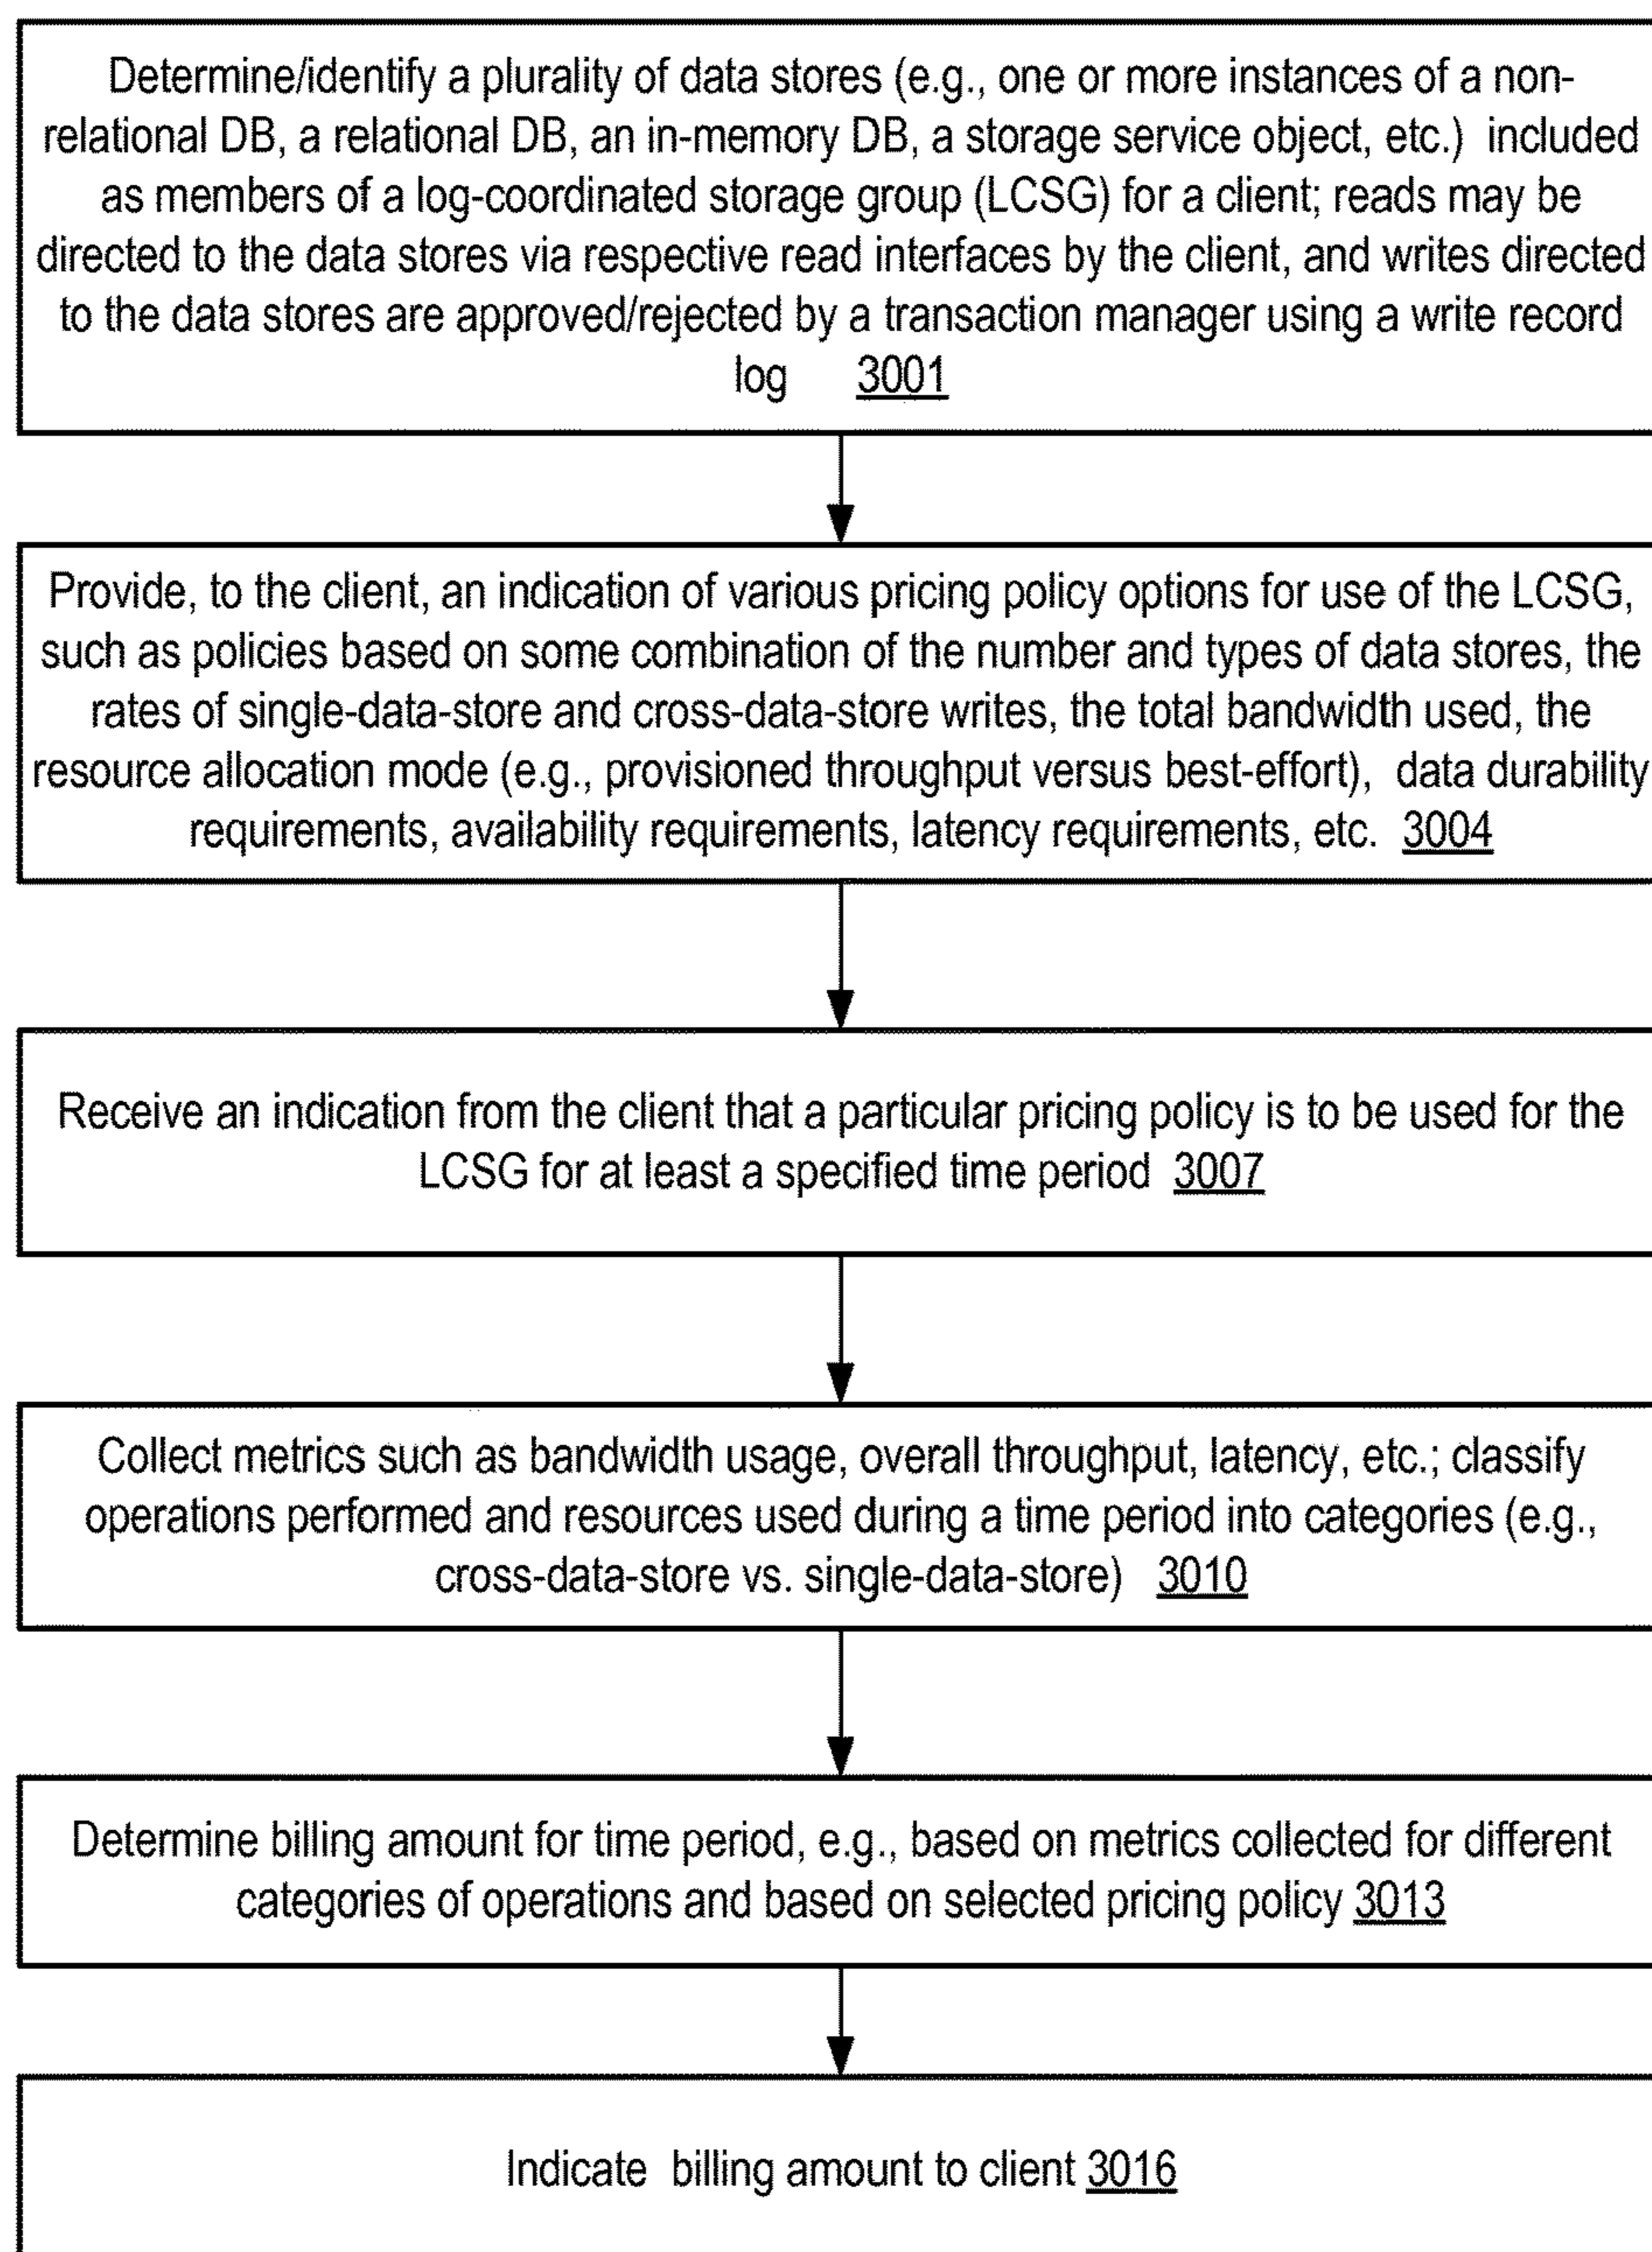 Determine/identify a plurality of data stores (e.g., one or more instances of a non-
relational DB, a relational DB, an in-memory DB, a storage service object, etc.) included
as members of a log-coordinated storage group (LCSG) for a client; reads may be
directed to the data stores via respective read interfaces by the client, and writes directed
to the data stores are approved/rejected by a transaction manager using a write record
log 3001
Provide, to the client, an indication of various pricing policy options for use of the LCSG,
such as policies based on some combination of the number and types of data stores, the
rates of single-data-store and cross-data-store writes, the total bandwidth used, the
resource allocation mode (e.g., provisioned throughput versus best-effort), data durability
requirements, availability requirements, latency requirements, etc. 3004
Receive an indication from the client that a particular pricing policy is to be used for the
LCSG for at least a specified time period 3007
Collect metrics such as bandwidth usage, overall throughput, latency, etc.; classify
operations performed and resources used during a time period into categories (e.g.,
cross-data-store vs. single-data-store) 3010
Determine billing amount for time period, e.g., based on metrics collected for different
categories of operations and based on selected pricing policy 3013
Indicate billing amount to client 3016